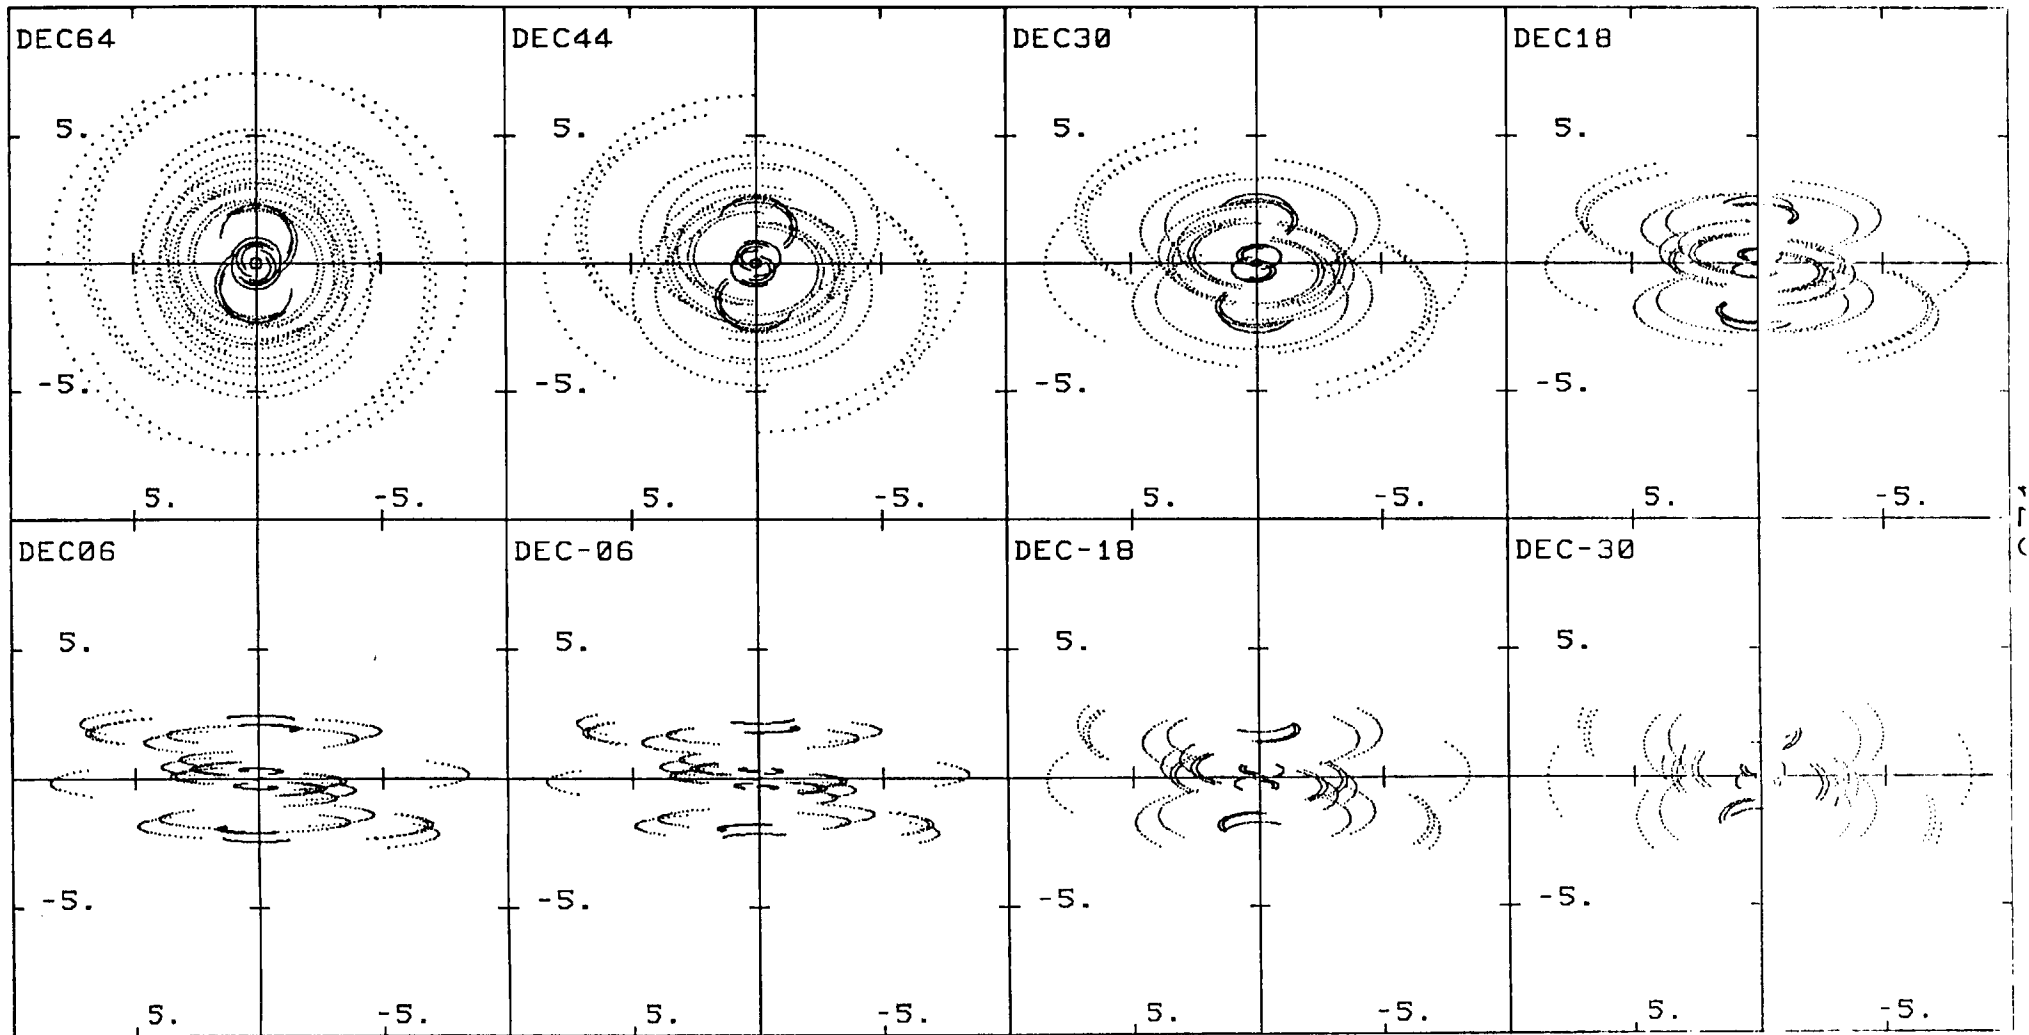 DEC64 DEC44 DEC30 DEC18
5. 5. 5. 5.
-5. -5. -5. -5.
5. -5. 5. -5. 5. -5. 5. -5.
DEC06 DEC-06 DEC-18 DEC-30
5. 5. 5. 5.
-5. -5. -5. -5.
5. -5. 5. -5. 5. -5. 5. -5.